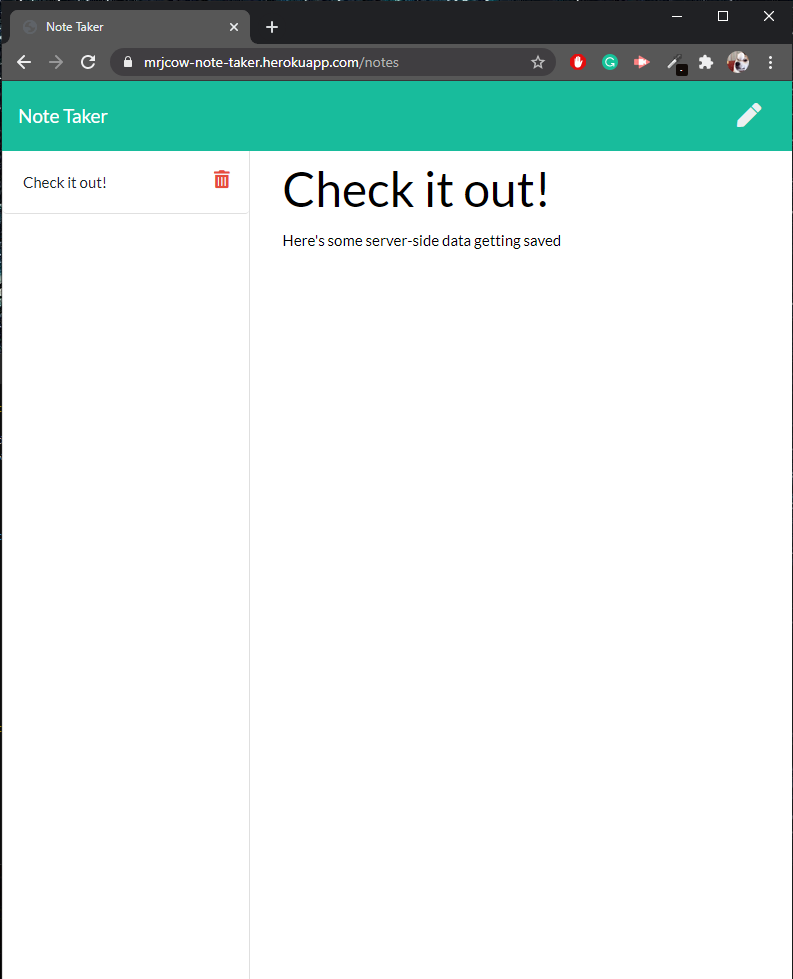 Note Taker
mrjcow-note-taker.herokuapp.com/notes
Note Taker
Check it out!
Check it out!
Here's some server-side data getting saved